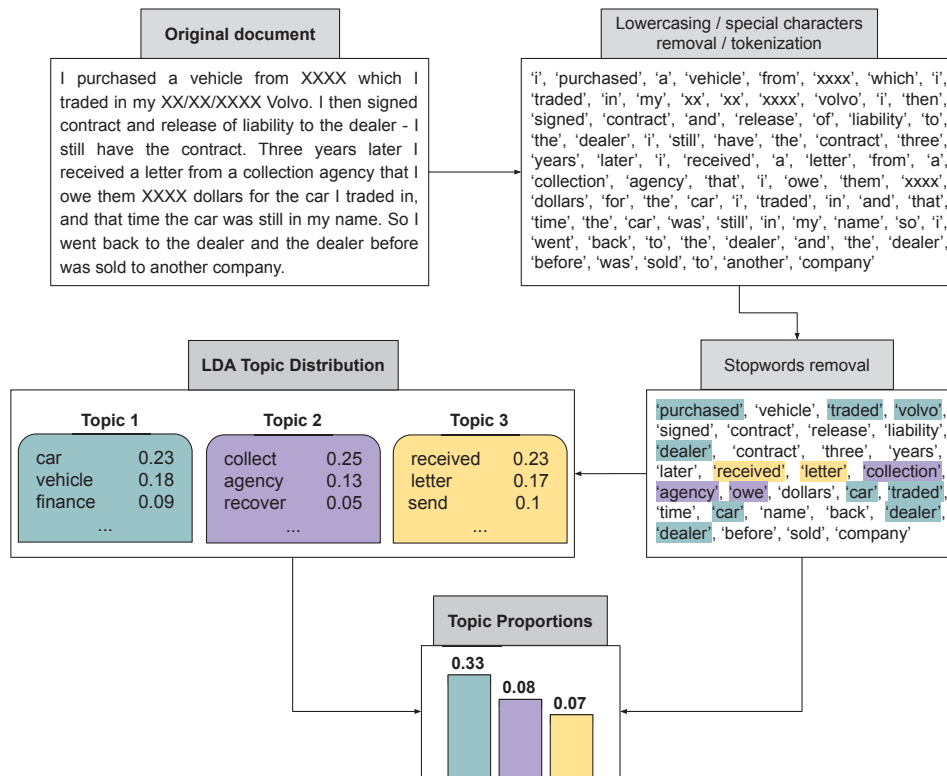 Original document
I purchased a vehicle from XXXX which I
traded in my XX/XX/XXXX Volvo. I then signed
contract and release of liability to the dealer - I
still have the contract. Three years later I
received a letter from a collection agency that I
owe them XXXX dollars for the car I traded in,
and that time the car was still in my name. So I
went back to the dealer and the dealer before
was sold to another company.
Lowercasing / special characters
removal / tokenization
‘i’, ‘purchased’, ‘a’, ‘vehicle’, ‘from’, ‘xxxx’, ‘which’, ‘i’,
‘traded’, ‘in’, ‘my’, ‘xx’, ‘xx’, ‘xxxx’, ‘volvo’, ‘i’, ‘then’,
‘signed’, ‘contract’, ‘and’, ‘release’, ‘of’, ‘liability’, ‘to’,
‘the’, ‘dealer’, ‘i’, ‘still’, ‘have’, ‘the’, ‘contract’, ‘three’,
‘years’, ‘later’, ‘i’, ‘received’, ‘a’, ‘letter’, ‘from’, ‘a’,
‘collection’, ‘agency’, ‘that’, ‘i’, ‘owe’, ‘them’, ‘xxxx’,
‘dollars’, ‘for’, ‘the’, ‘car’, ‘i’, ‘traded’, ‘in’, ‘and’, ‘that’,
‘time’, ‘the’, ‘car’, ‘was’, ‘still’, ‘in’, ‘my’, ‘name’, ‘so’, ‘i’,
‘went’, ‘back’, ‘to’, ‘the’, ‘dealer’, ‘and’, ‘the’, ‘dealer’,
‘before’, ‘was’, ‘sold’, ‘to’, ‘another’, ‘company’
Stopwords removal
‘purchased’, ‘vehicle’, ‘traded’, ‘volvo’,
‘signed’, ‘contract’, ‘release’, ‘liability’,
‘dealer’, ‘contract’, ‘three’, ‘years’,
‘later’, ‘received’, ‘letter’, ‘collection’,
‘agency’, ‘owe’, ‘dollars’, ‘car’, ‘traded’,
‘time’, ‘car’, ‘name’, ‘back’, ‘dealer’,
‘dealer’, ‘before’, ‘sold’, ‘company’
LDA Topic Distribution
Topic 1
car 0.23
vehicle 0.18
finance 0.09
...
Topic 2
collect 0.25
agency 0.13
recover 0.05
...
Topic 3
received 0.23
letter 0.17
send 0.1
...
Topic Proportions
0.33
0.08
0.07